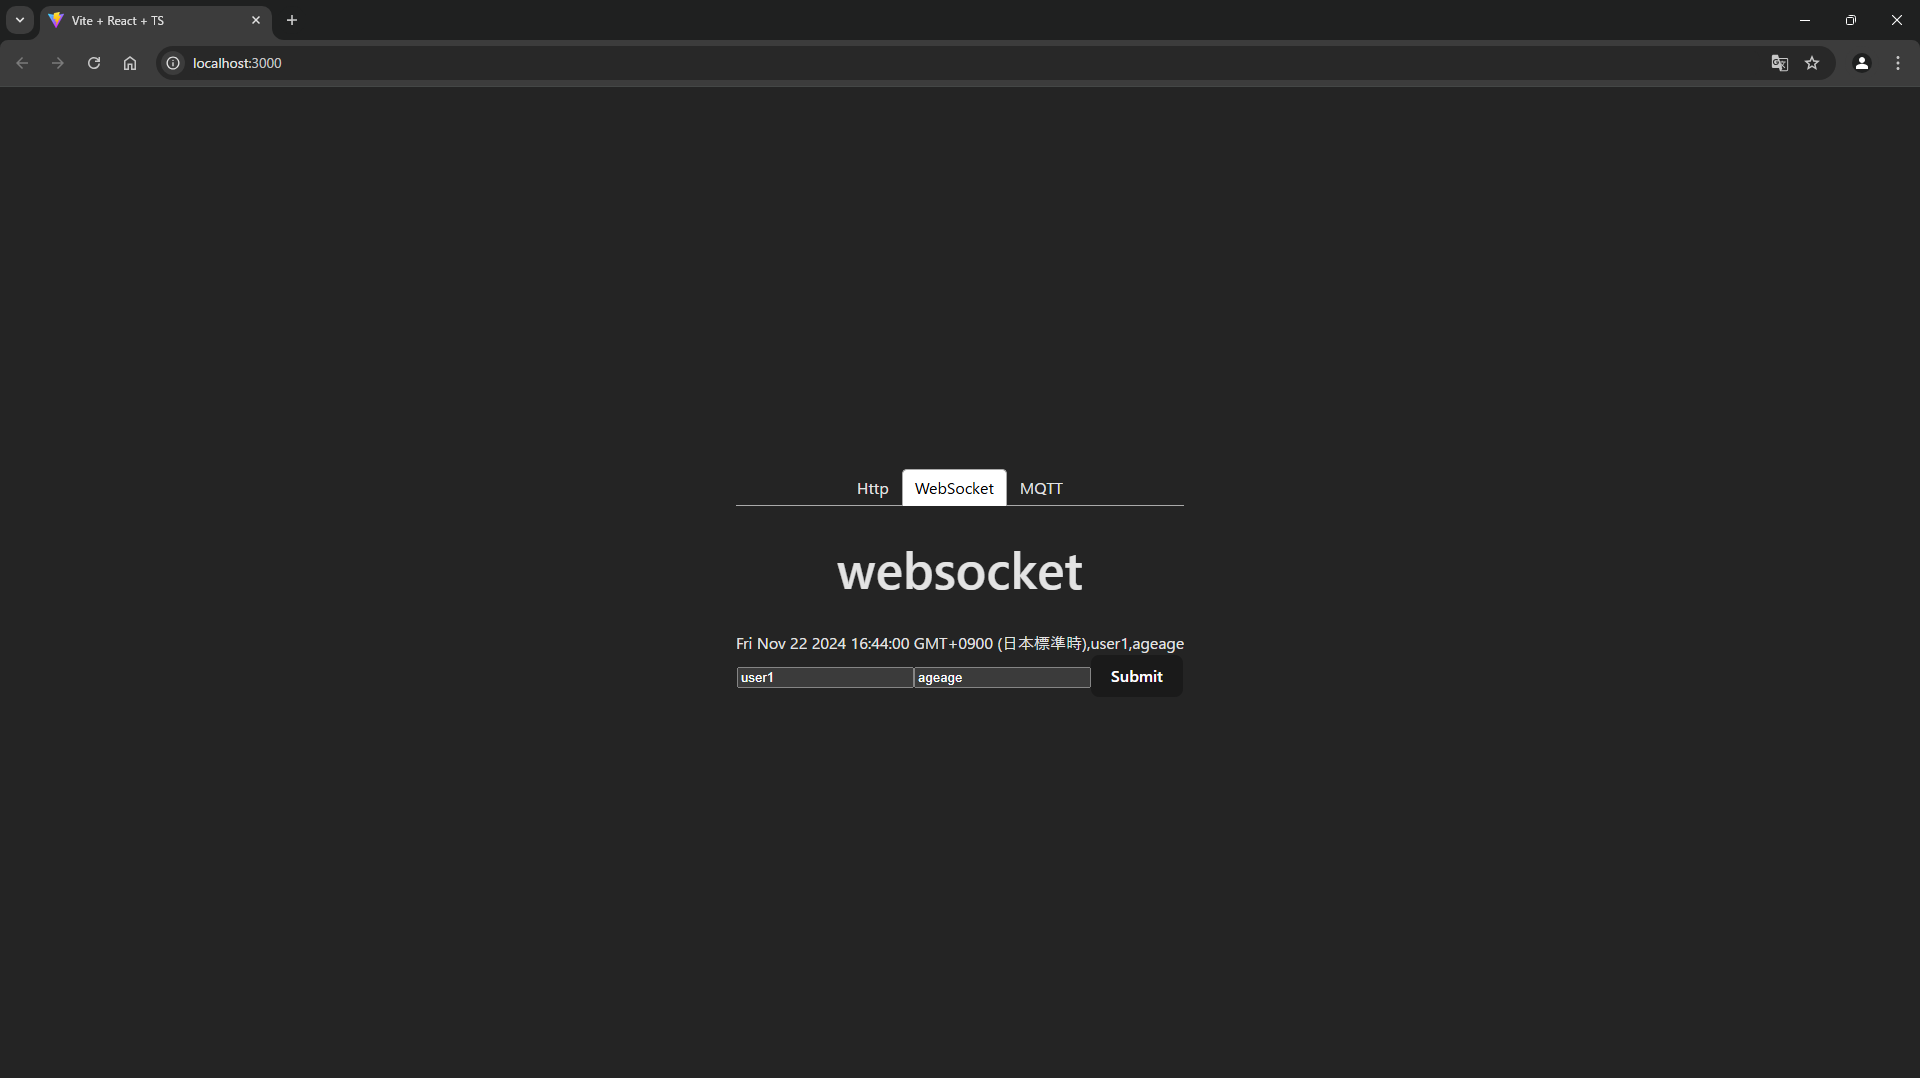 Vite + React + TS
localhost:3000
Http WebSocket MQTT
websocket
Fri Nov 22 2024 16:44:00 GMT+0900 (日本標準時),user1,ageage
user1 ageage Submit